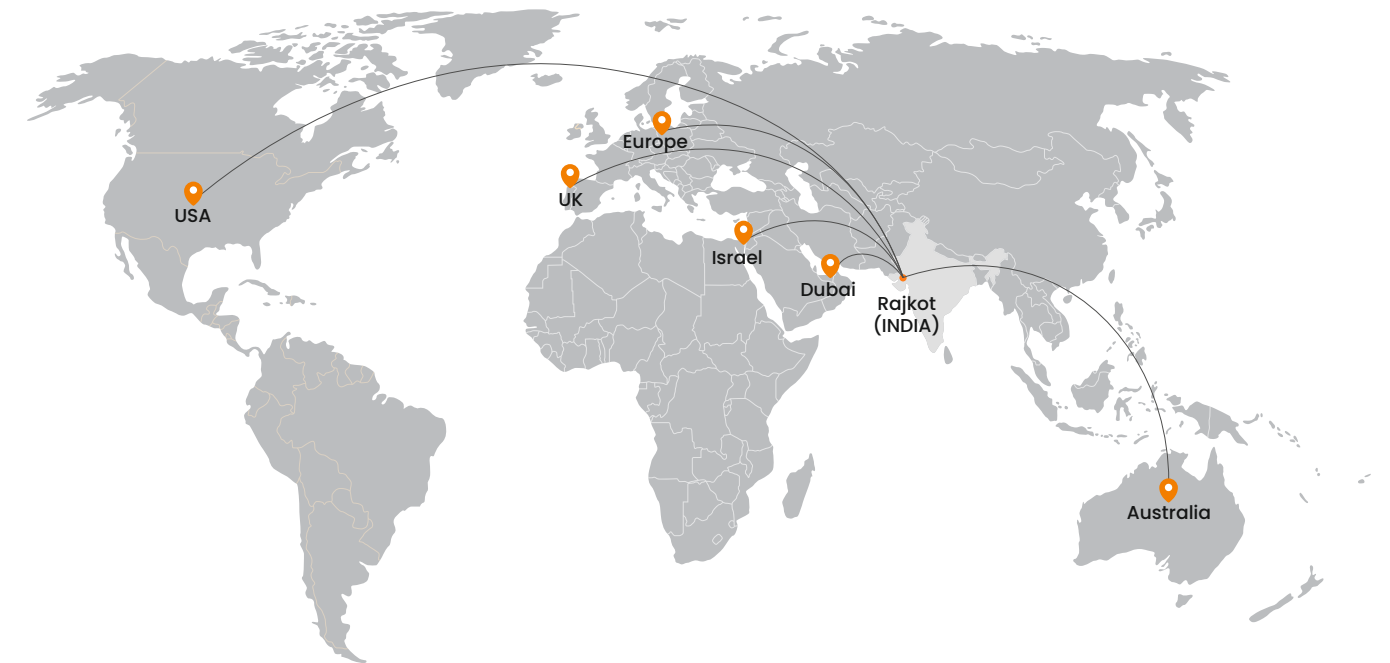 Europe
UK
USA
Israel
Dubai
Rajkot
(INDIA)
Australia